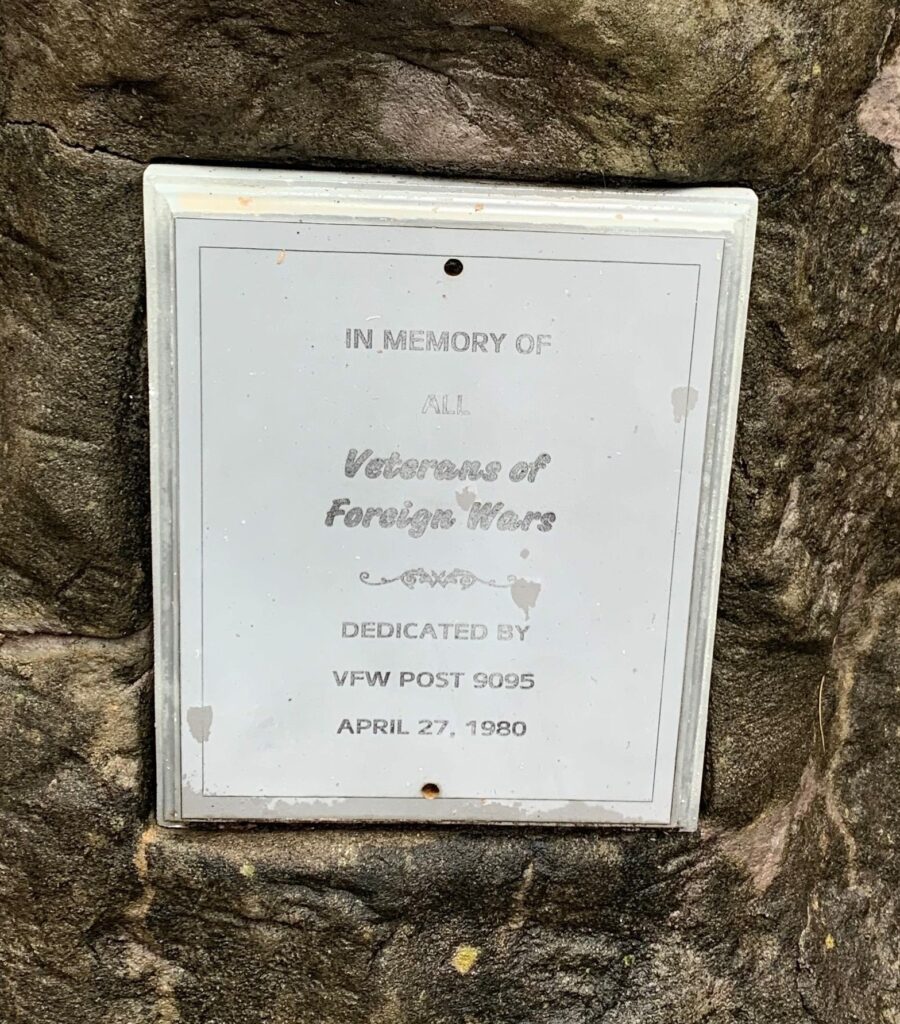 IN MEMORY OF
ALL
Veterans of
Foreign Wars
DEDICATED BY
VFW POST 9095
APRIL 27, 1980